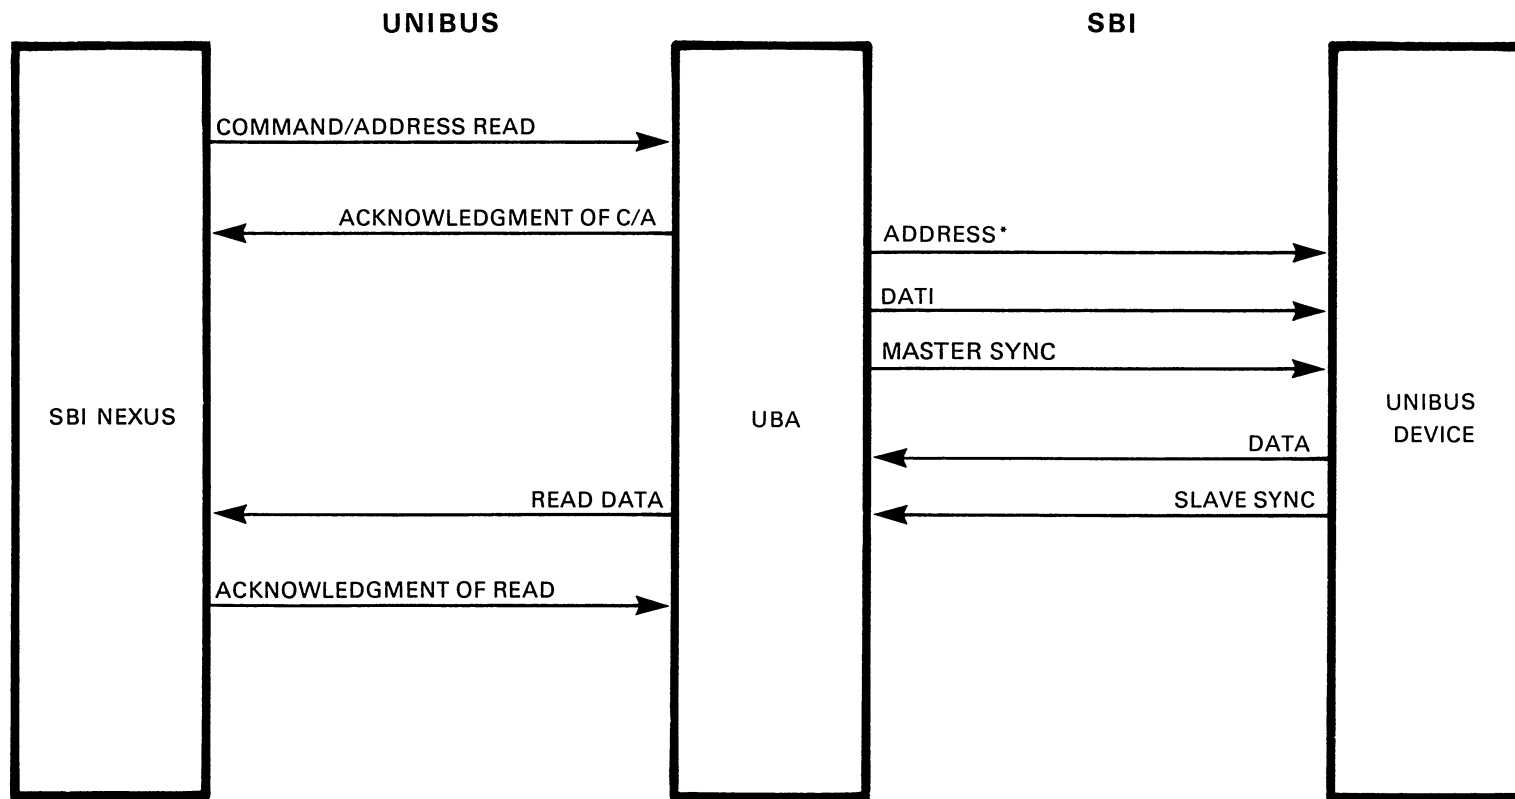 UNIBUS
SBI
COMMAND/ADDRESS READ
ACKNOWLEDGMENT OF C/A
ADDRESS*
DATI
MASTER SYNC
SBI NEXUS
UBA
UNIBUS
DEVICE
DATA
READ DATA
SLAVE SYNC
ACKNOWLEDGMENT OF READ